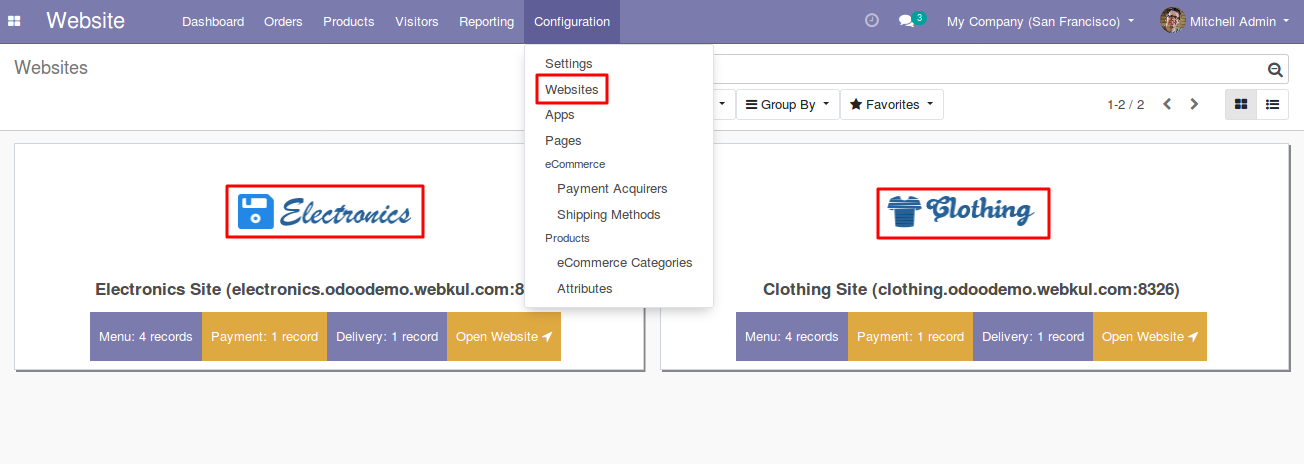 Website Dashboard Orders Products Visitors Reporting Configuration 3 My Company (San Francisco) Mitchell Admin
Websites
Settings
Websites
Group By Favorites 1-2 / 2
Apps
Pages
eCommerce
Payment Acquirers
Shipping Methods
Products
eCommerce Categories
Attributes
Electronics
Clothing
Electronics Site (electronics.odoodemo.webkul.com:8
Clothing Site (clothing.odoodemo.webkul.com:8326)
Menu: 4 records Payment: 1 record Delivery: 1 record Open Website
Menu: 4 records Payment: 1 record Delivery: 1 record Open Website